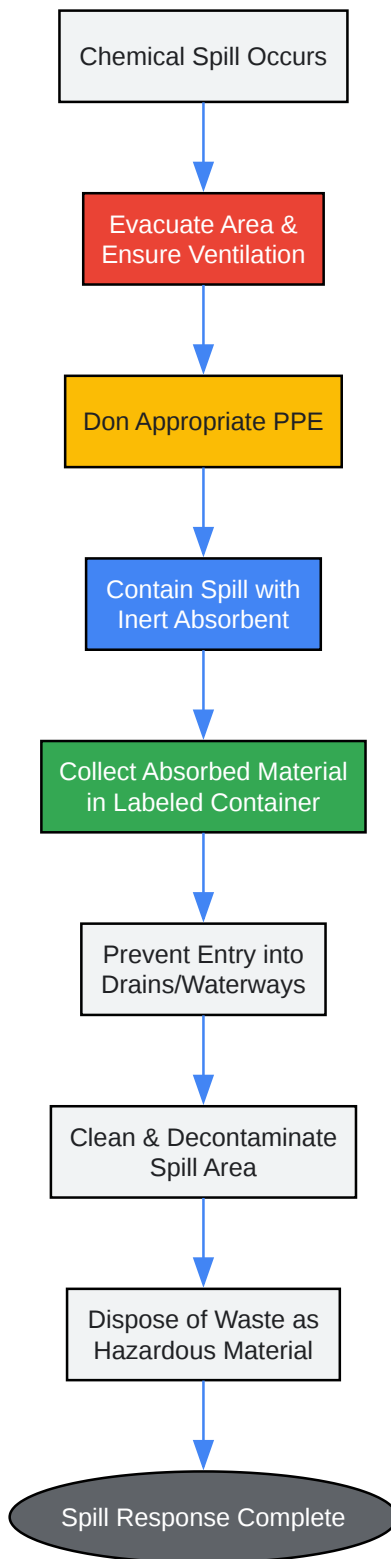 Chemical Spill Occurs
Evacuate Area &
Ensure Ventilation
Don Appropriate PPE
Contain Spill with
Inert Absorbent
Collect Absorbed Material
in Labeled Container
Prevent Entry into
Drains/Waterways
Clean & Decontaminate
Spill Area
Dispose of Waste as
Hazardous Material
Spill Response Complete